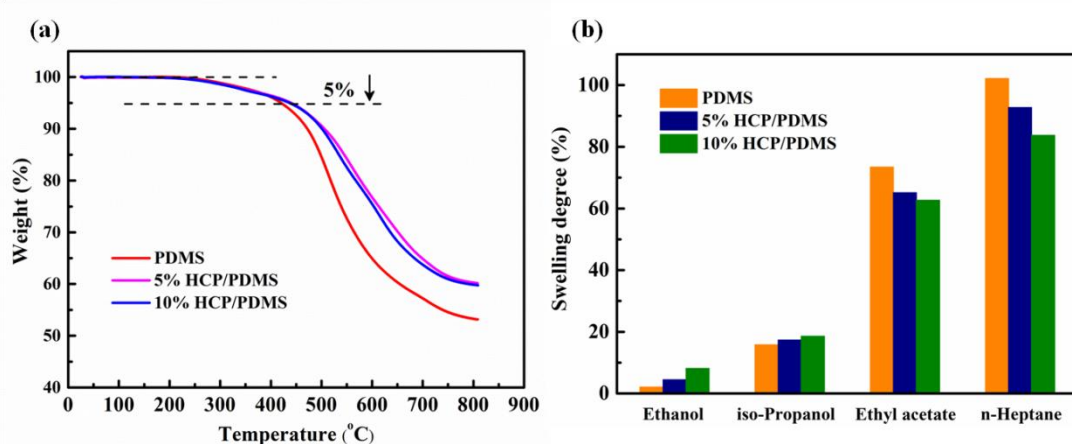 (a)
100
90
80
70
60
50
40
Weight (%)
5%
PDMS
5% HCP/PDMS
10% HCP/PDMS
0 100 200 300 400 500 600 700 800 900
Temperature (°C)
(b)
100
80
60
40
20
0
Swelling degree (%)
PDMS
5% HCP/PDMS
10% HCP/PDMS
Ethanol iso-Propanol Ethyl acetate n-Heptane